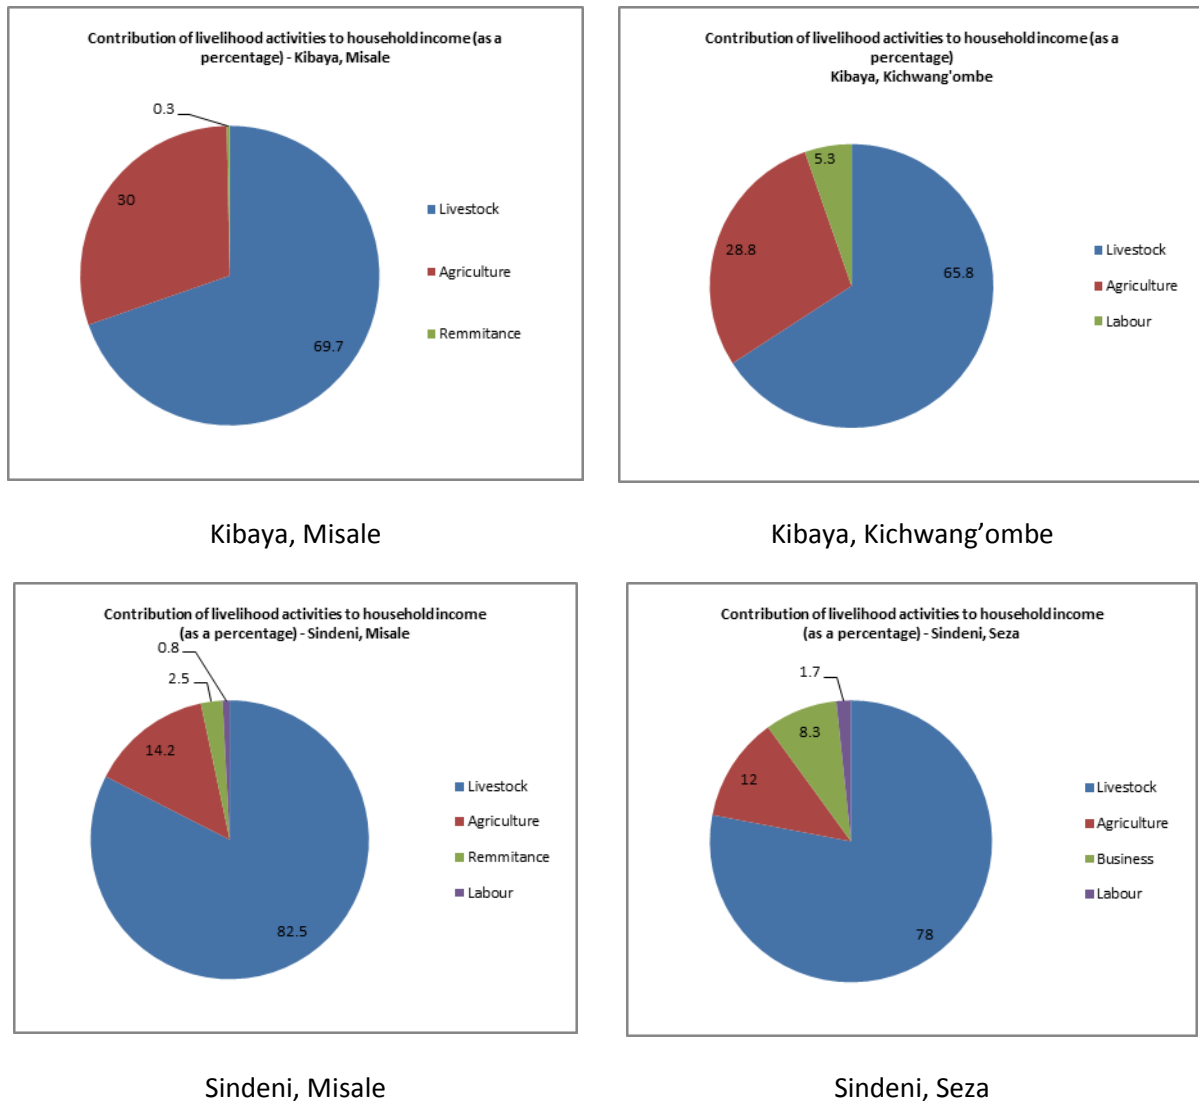 Contribution of livelihood activities to household income (as a
percentage) - Kibaya, Misale
0.3
30
69.7
Livestock
Agriculture
Remmitance
Contribution of livelihood activities to household income (as a
percentage)
Kibaya, Kichwang'ombe
5.3
28.8
65.8
Livestock
Agriculture
Labour
Kibaya, Misale
Kibaya, Kichwang’ombe
Contribution of livelihood activities to household income
(as a percentage) - Sindeni, Misale
0.8
2.5
14.2
82.5
Livestock
Agriculture
Remmitance
Labour
Contribution of livelihood activities to household income
(as a percentage) - Sindeni, Seza
1.7
8.3
12
78
Livestock
Agriculture
Business
Labour
Sindeni, Misale
Sindeni, Seza